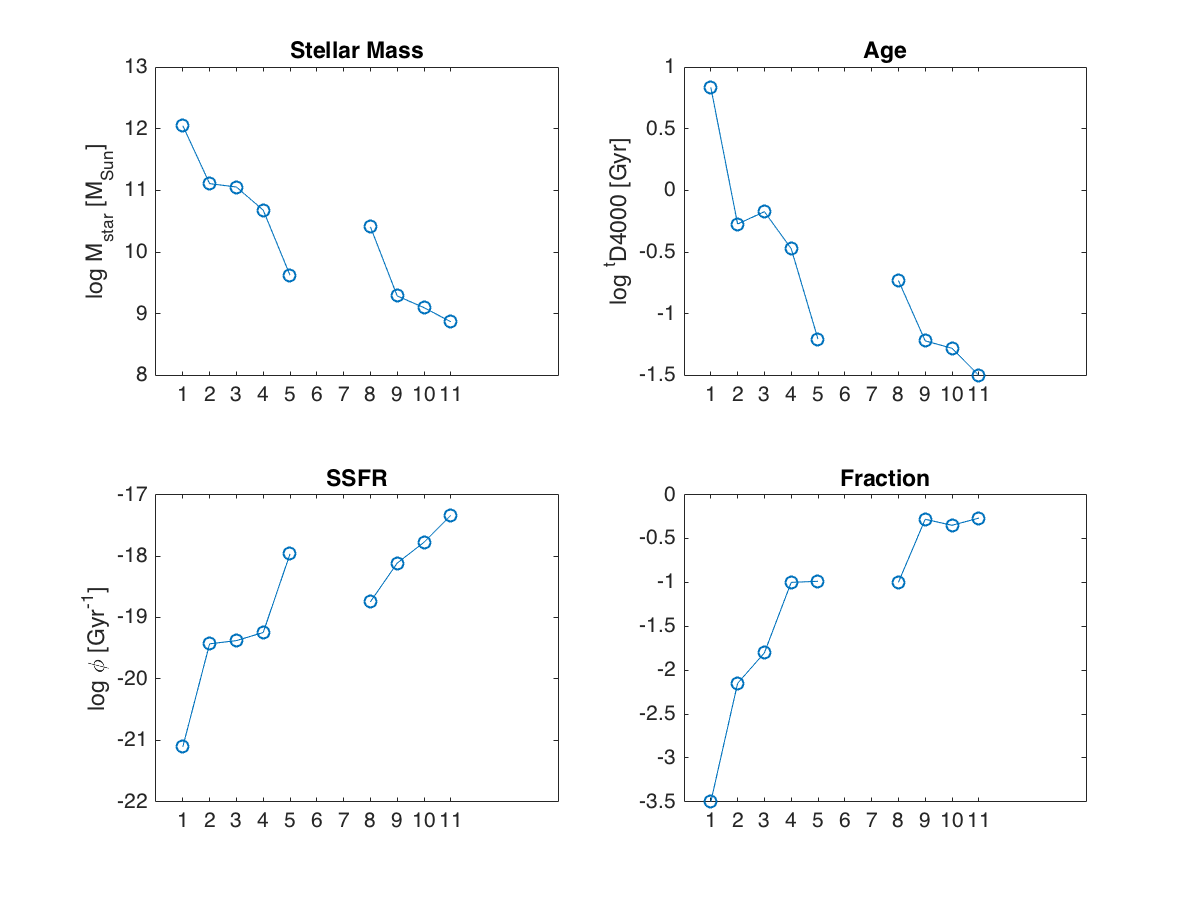 Stellar Mass
13
12
11
10
9
8
log M_star [M_Sun]
1 2 3 4 5 6 7 8 9 10 11
Age
1
0.5
0
-0.5
-1
-1.5
log ^tD4000 [Gyr]
1 2 3 4 5 6 7 8 9 10 11
SSFR
-17
-18
-19
-20
-21
-22
log ϕ [Gyr^-1]
1 2 3 4 5 6 7 8 9 10 11
Fraction
0
-0.5
-1
-1.5
-2
-2.5
-3
-3.5
1 2 3 4 5 6 7 8 9 10 11